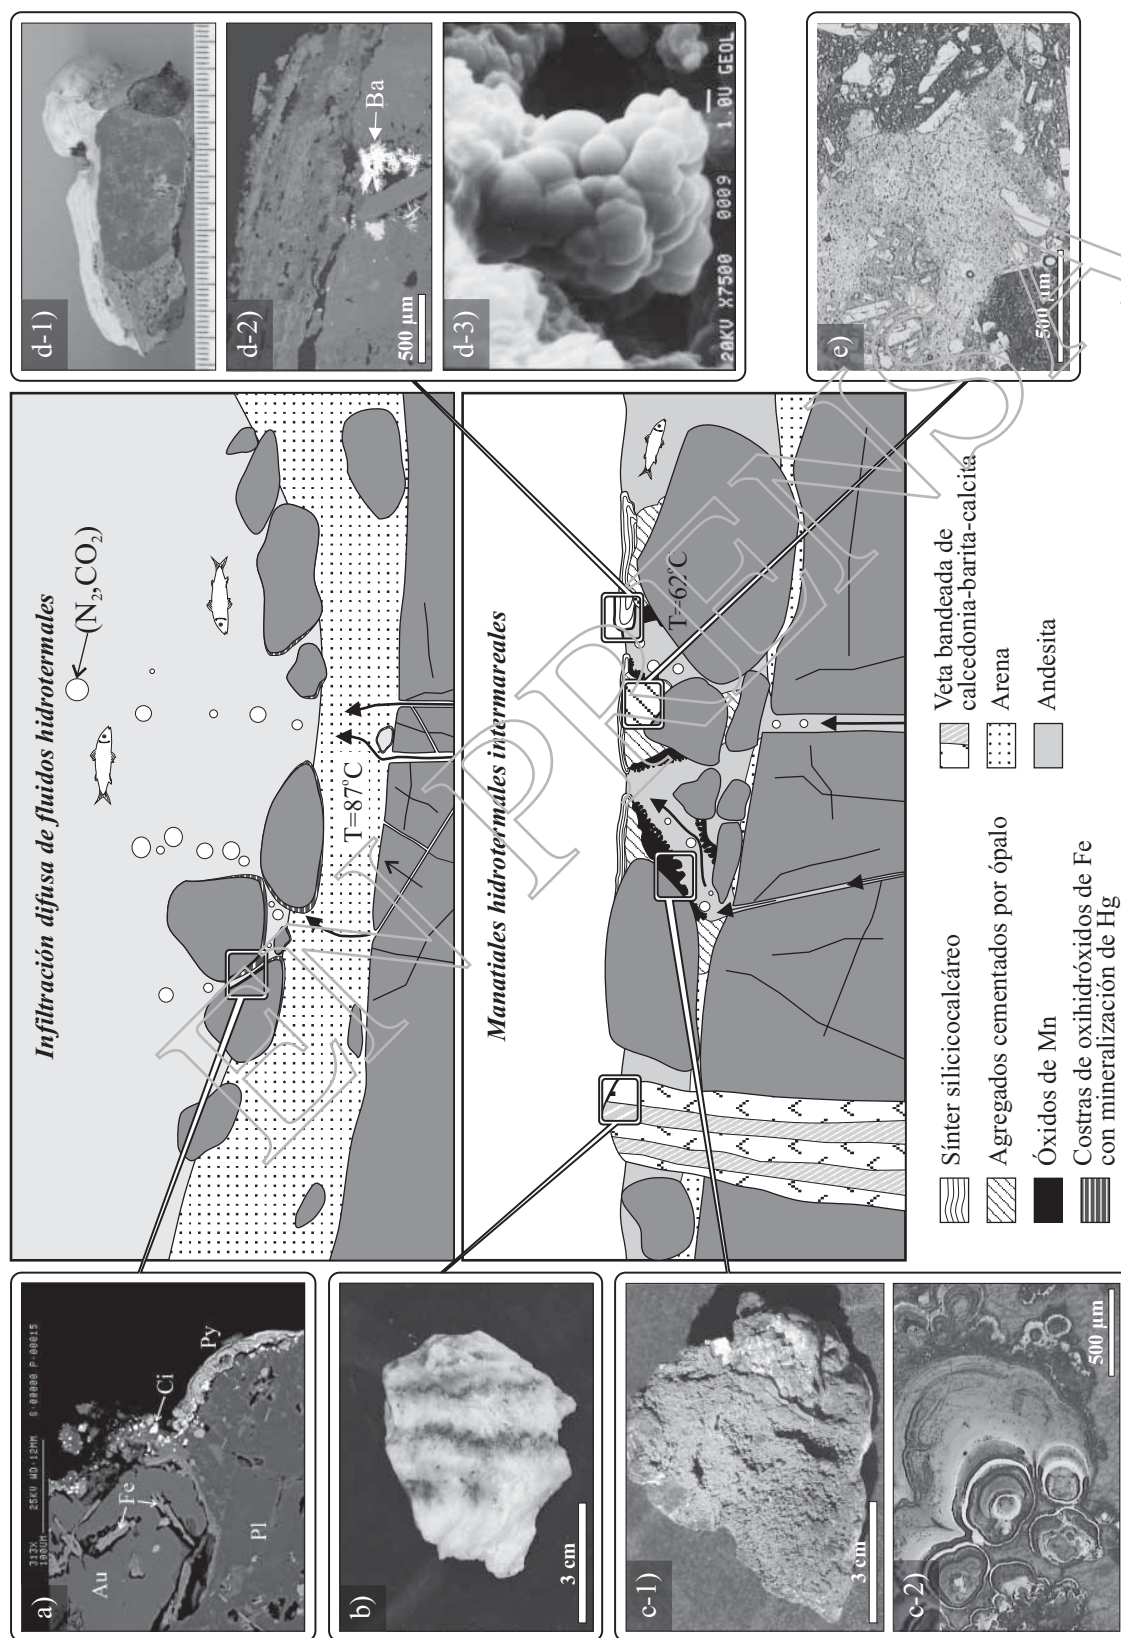 a)
313X
100UM
25KV WD:12MM
S:00000 P:00015
Au
Fe
Ci
Py
Pl
b)
3 cm
c-1)
3 cm
c-2)
500 µm
Infiltración difusa de fluidos hidrotermales
(N₂,CO₂)
T=87°C
Manatiales hidrotermales intermareales
T=62°C
d-1)
d-2)
Ba
500 µm
d-3)
20KV X7500 0009 1.0U GEOL
e)
500 µm
Sínter silicicocalcáreo
Agregados cementados por ópalo
Óxidos de Mn
Costras de oxihidróxidos de Fe
con mineralización de Hg
Veta bandeada de
calcedonia-barita-calcita
Arena
Andesita
EN PRENSA